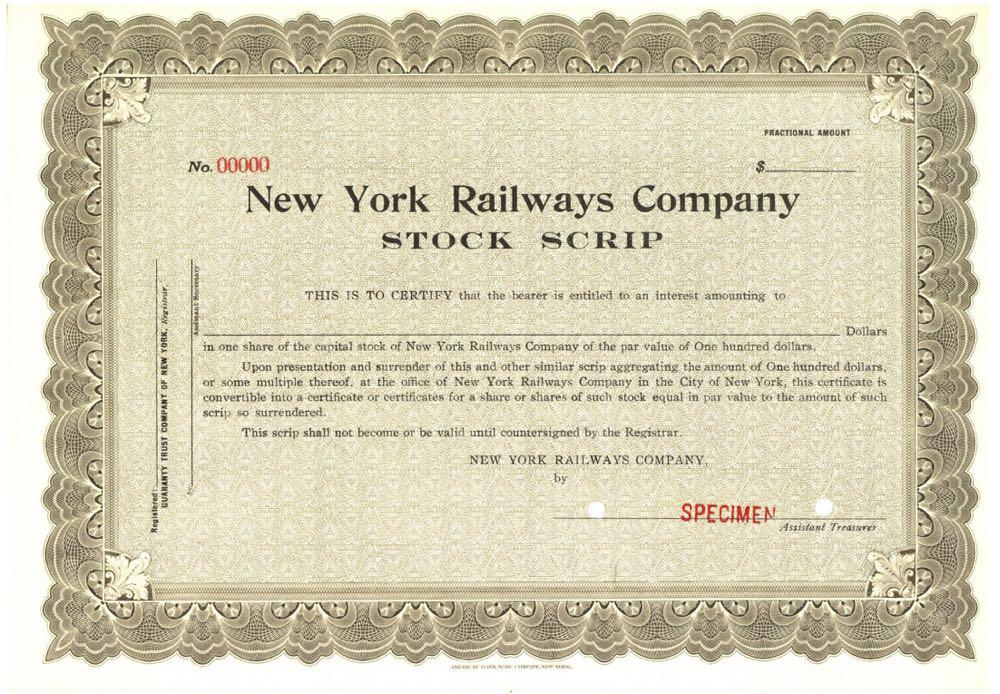 FRACTIONAL AMOUNT
No. 00000
$
New York Railways Company
STOCK SCRIP
THIS IS TO CERTIFY that the bearer is entitled to an interest amounting to
Dollars
in one share of the capital stock of New York Railways Company of the par value of One hundred dollars.
Upon presentation and surrender of this and other similar scrip aggregating the amount of One hundred dollars,
or some multiple thereof, at the office of New York Railways Company in the City of New York, this certificate is
convertible into a certificate or certificates for a share or shares of such stock equal in par value to the amount of such
scrip so surrendered.
This scrip shall not become or be valid until countersigned by the Registrar.
NEW YORK RAILWAYS COMPANY,
by
SPECIMEN
Assistant Treasurer
Registered:
GUARANTY TRUST COMPANY OF NEW YORK, Registrar
by
Assistant Secretary
AMERICAN BANK NOTE COMPANY, NEW YORK.